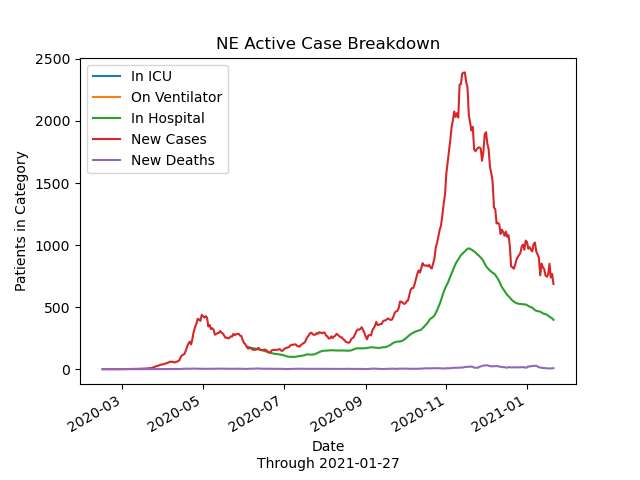 NE Active Case Breakdown
In ICU
On Ventilator
In Hospital
New Cases
New Deaths
Patients in Category
2500
2000
1500
1000
500
0
2020-03
2020-05
2020-07
2020-09
2020-11
2021-01
Date
Through 2021-01-27